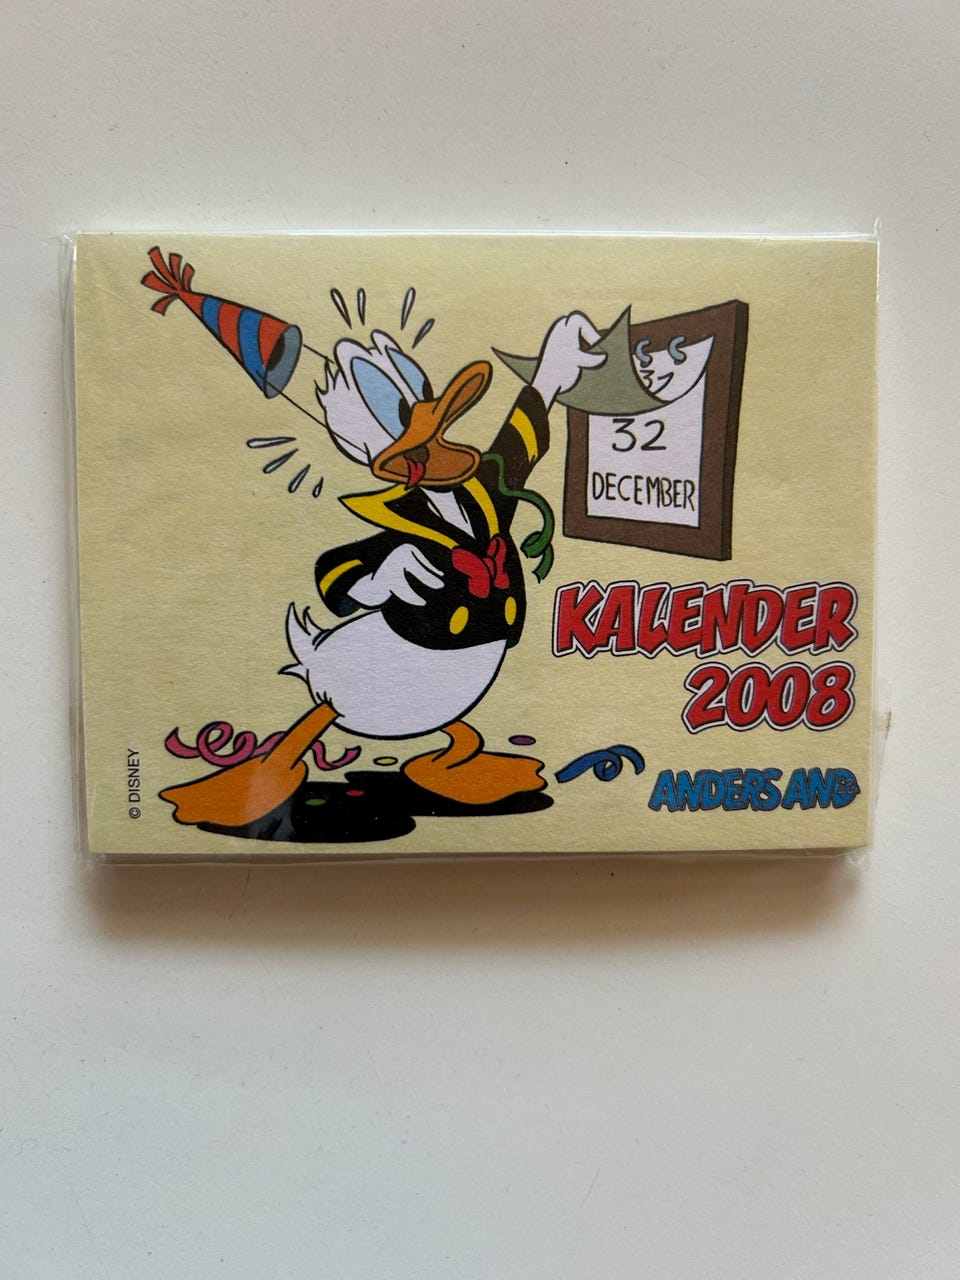 31
32
DECEMBER
KALENDER
2008
ANDERS AND
© DISNEY